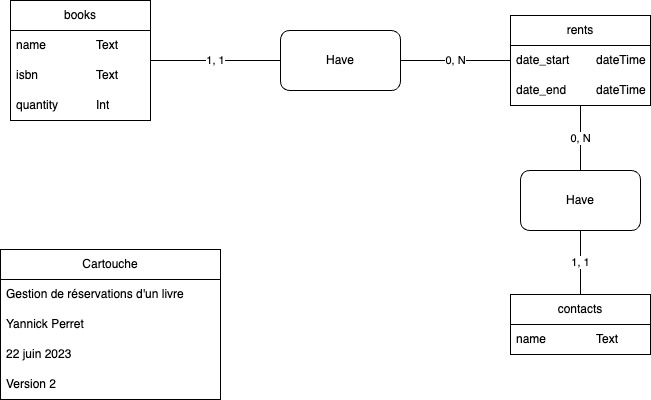 books
name Text
isbn Text
quantity Int
1, 1
Have
0, N
rents
date_start dateTime
date_end dateTime
0, N
Have
1, 1
contacts
name Text
Cartouche
Gestion de réservations d'un livre
Yannick Perret
22 juin 2023
Version 2